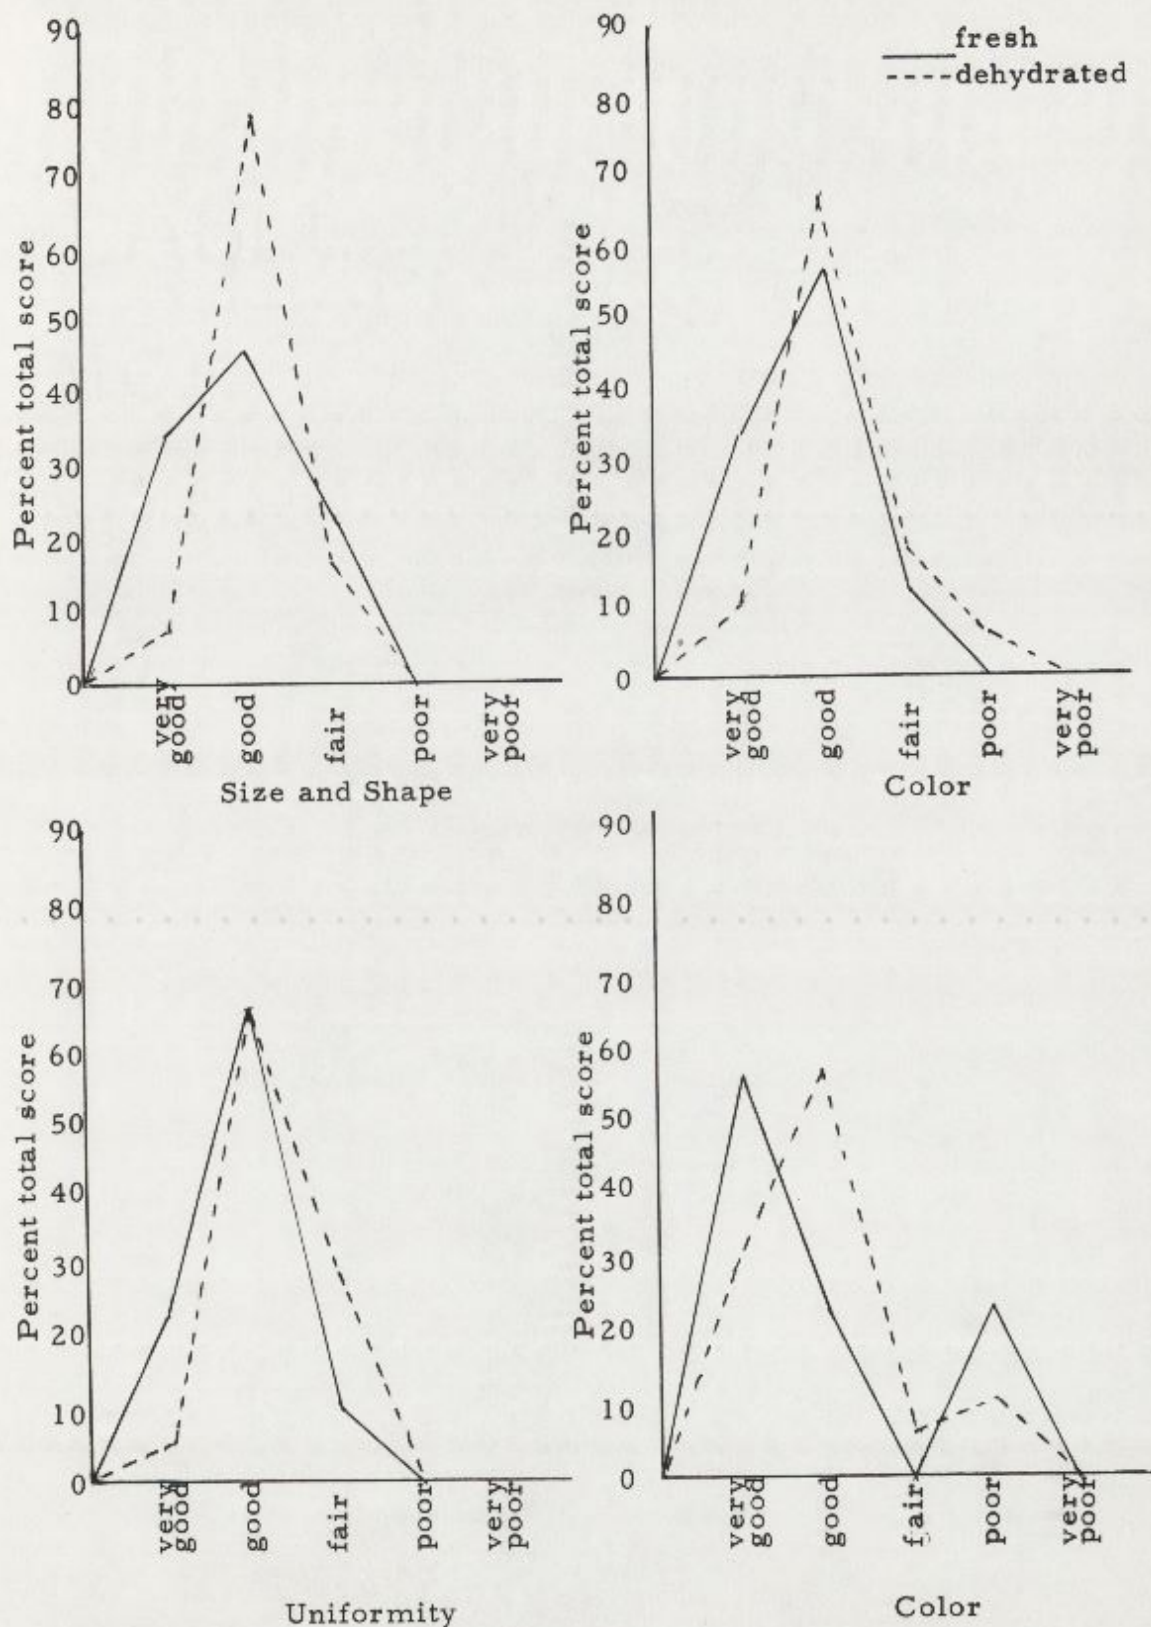 fresh
dehydrated
90
80
70
60
50
40
30
20
10
0
Percent total score
very good
good
fair
poor
very poor
Size and Shape
90
80
70
60
50
40
30
20
10
0
Percent total score
very good
good
fair
poor
very poor
Color
90
80
70
60
50
40
30
20
10
0
Percent total score
very good
good
fair
poor
very poor
Uniformity
90
80
70
60
50
40
30
20
10
0
Percent total score
very good
good
fair
poor
very poor
Color